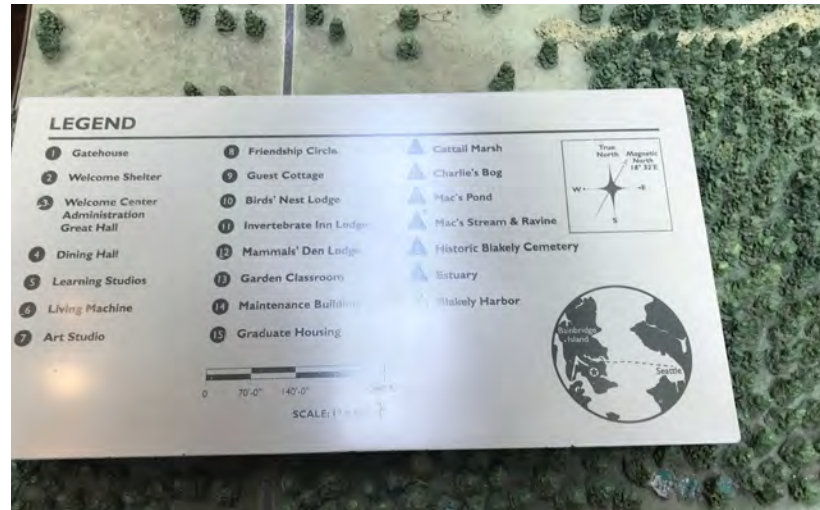 LEGEND
1 Gatehouse
2 Welcome Shelter
3 Welcome Center
Administration
Great Hall
4 Dining Hall
5 Learning Studios
6 Living Machine
7 Art Studio
8 Friendship Circle
9 Guest Cottage
10 Birds' Nest Lodge
11 Invertebrate Inn Lodge
12 Mammals' Den Lodge
13 Garden Classroom
14 Maintenance Building
15 Graduate Housing
Cattail Marsh
Charlie's Bog
Mac's Pond
Mac's Stream & Ravine
Historic Blakely Cemetery
Estuary
Blakely Harbor
True
North
Magnetic
North
18° 32'E
W
E
S
Bainbridge
Island
Seattle
0 70'-0" 140'-0"
SCALE: